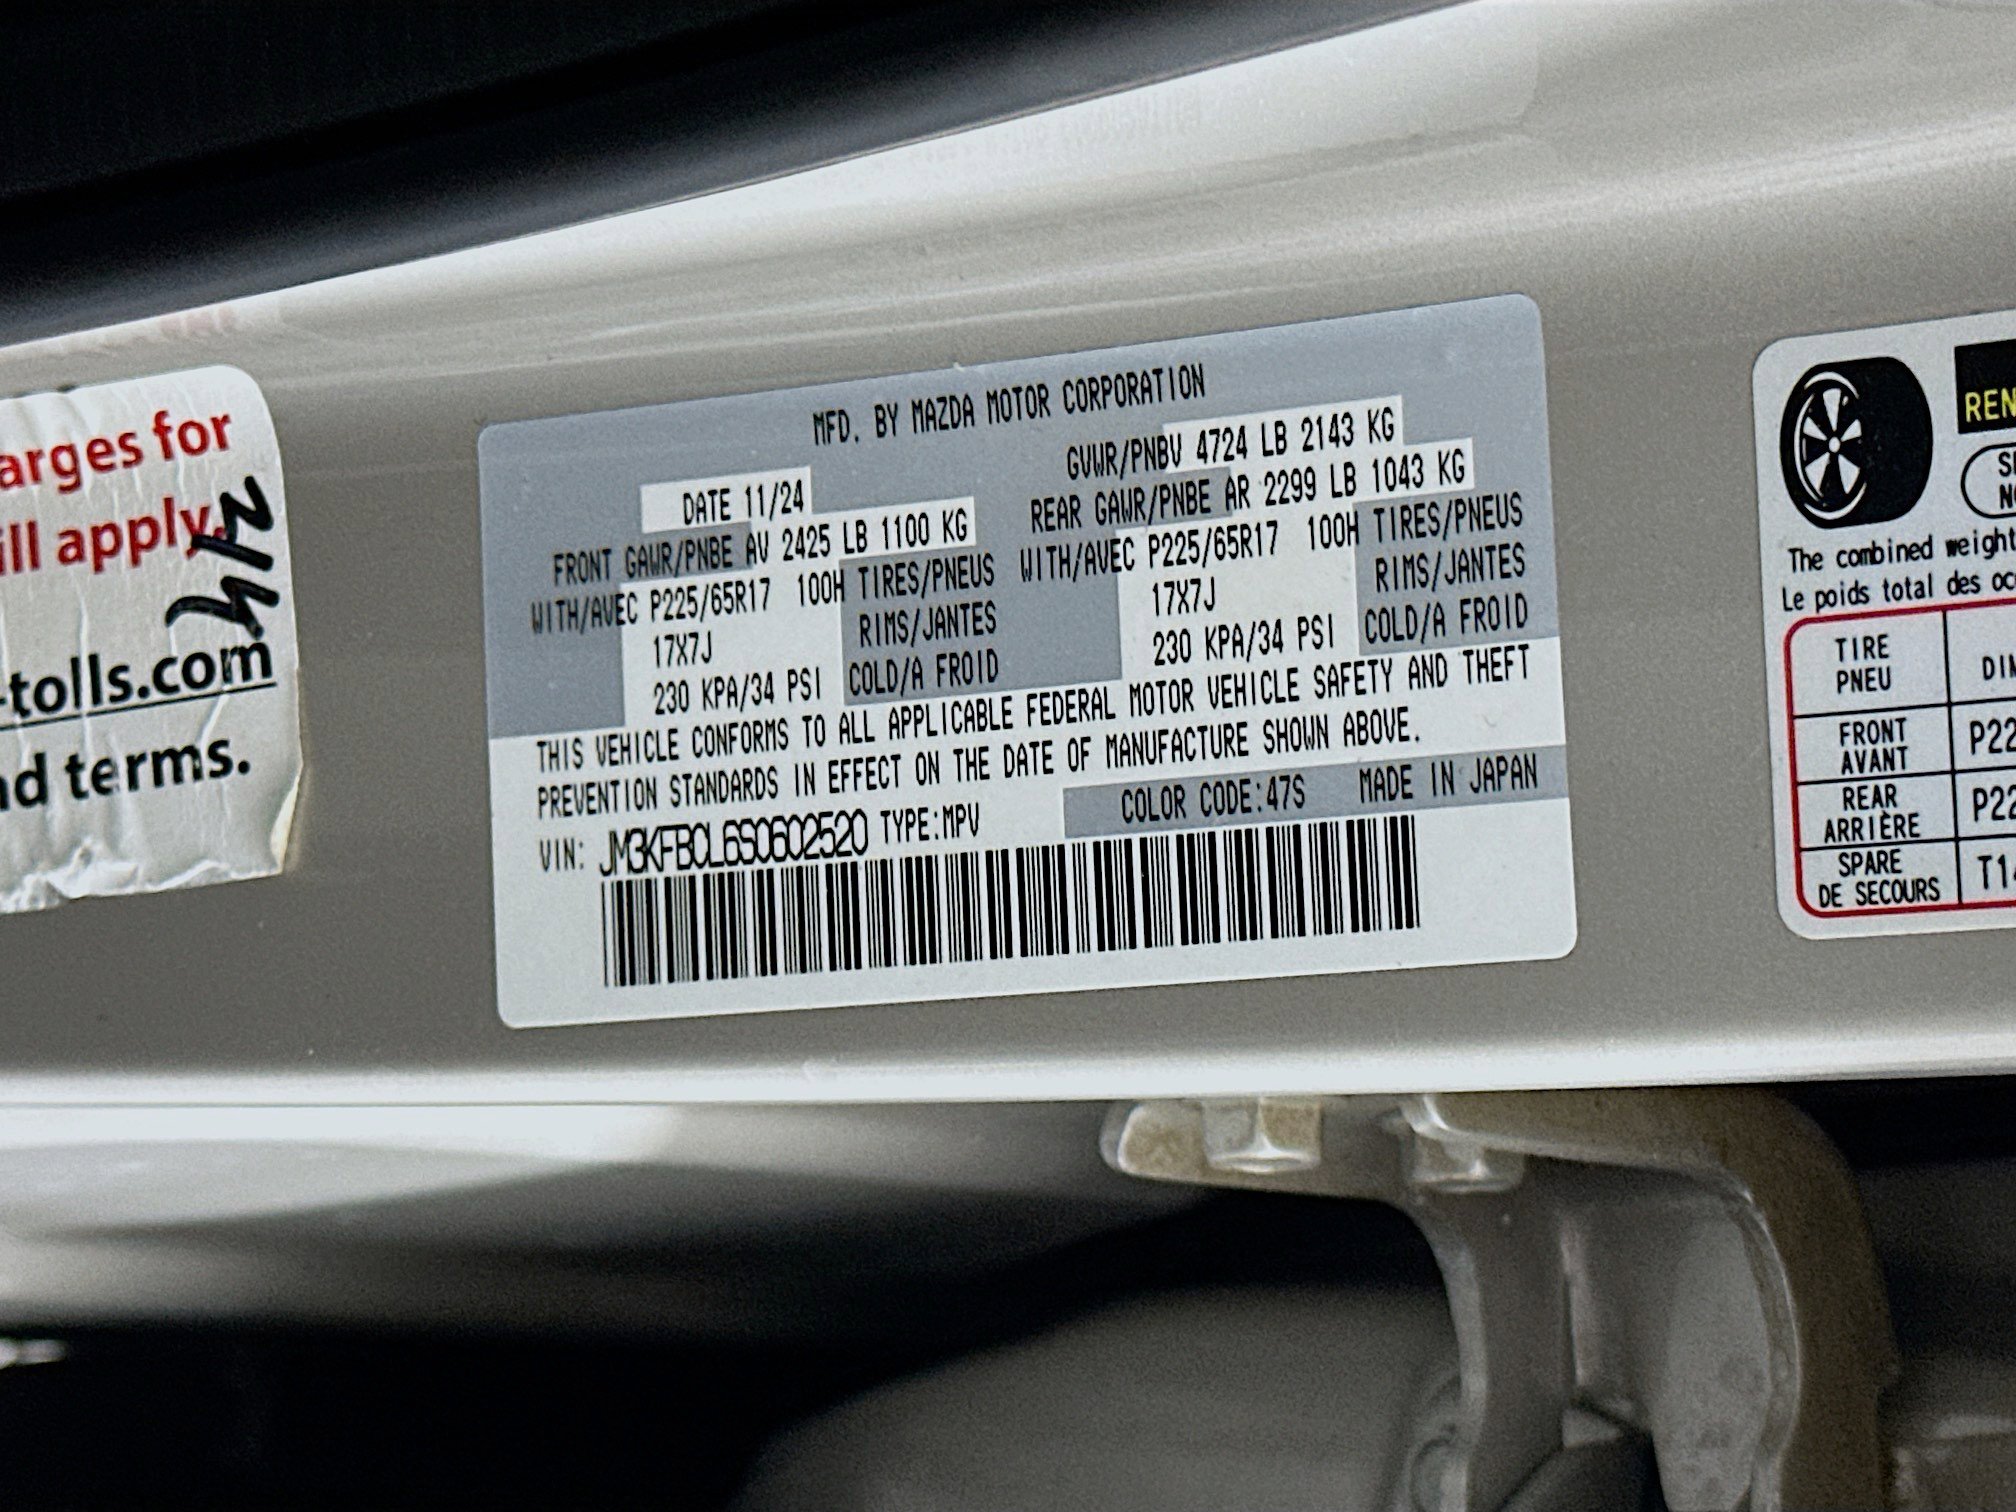 arges for
ill apply.
214
-tolls.com
nd terms.
MFD. BY MAZDA MOTOR CORPORATION
DATE 11/24
GVWR/PNBV 4724 LB 2143 KG
FRONT GAWR/PNBE AV 2425 LB 1100 KG
REAR GAWR/PNBE AR 2299 LB 1043 KG
WITH/AVEC P225/65R17 100H TIRES/PNEUS
17X7J RIMS/JANTES
230 KPA/34 PSI COLD/A FROID
WITH/AVEC P225/65R17 100H TIRES/PNEUS
17X7J RIMS/JANTES
230 KPA/34 PSI COLD/A FROID
THIS VEHICLE CONFORMS TO ALL APPLICABLE FEDERAL MOTOR VEHICLE SAFETY AND THEFT
PREVENTION STANDARDS IN EFFECT ON THE DATE OF MANUFACTURE SHOWN ABOVE.
COLOR CODE:47S MADE IN JAPAN
VIN: JM3KFBCL6S0602520 TYPE:MPV
REN
The combined weight
Le poids total des oc
TIRE
PNEU
DIM
FRONT
AVANT
P22
REAR
ARRIÈRE
P22
SPARE
DE SECOURS
T14